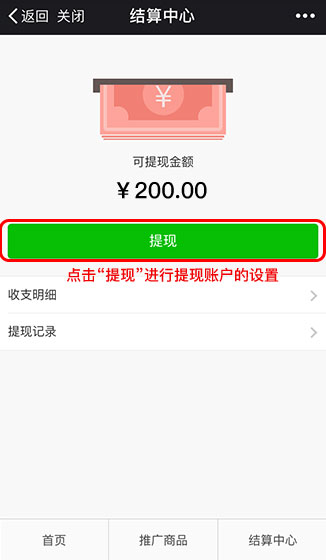 返回 关闭 结算中心
¥
可提现金额
¥200.00
提现
点击“提现”进行提现账户的设置
收支明细
提现记录
首页 推广商品 结算中心